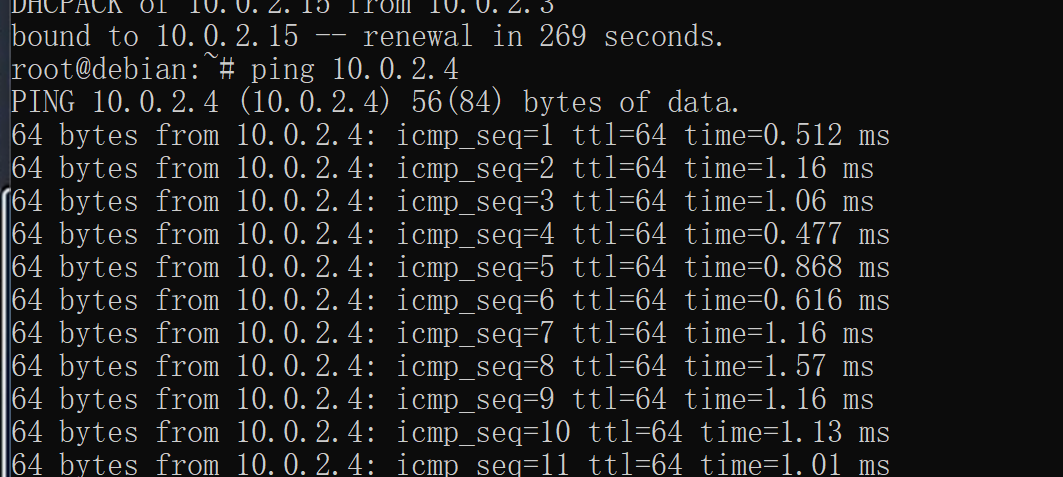 DHCPACK of 10.0.2.15 from 10.0.2.3
bound to 10.0.2.15 -- renewal in 269 seconds.
root@debian:~# ping 10.0.2.4
PING 10.0.2.4 (10.0.2.4) 56(84) bytes of data.
64 bytes from 10.0.2.4: icmp_seq=1 ttl=64 time=0.512 ms
64 bytes from 10.0.2.4: icmp_seq=2 ttl=64 time=1.16 ms
64 bytes from 10.0.2.4: icmp_seq=3 ttl=64 time=1.06 ms
64 bytes from 10.0.2.4: icmp_seq=4 ttl=64 time=0.477 ms
64 bytes from 10.0.2.4: icmp_seq=5 ttl=64 time=0.868 ms
64 bytes from 10.0.2.4: icmp_seq=6 ttl=64 time=0.616 ms
64 bytes from 10.0.2.4: icmp_seq=7 ttl=64 time=1.16 ms
64 bytes from 10.0.2.4: icmp_seq=8 ttl=64 time=1.57 ms
64 bytes from 10.0.2.4: icmp_seq=9 ttl=64 time=1.16 ms
64 bytes from 10.0.2.4: icmp_seq=10 ttl=64 time=1.13 ms
64 bytes from 10.0.2.4: icmp_seq=11 ttl=64 time=1.01 ms